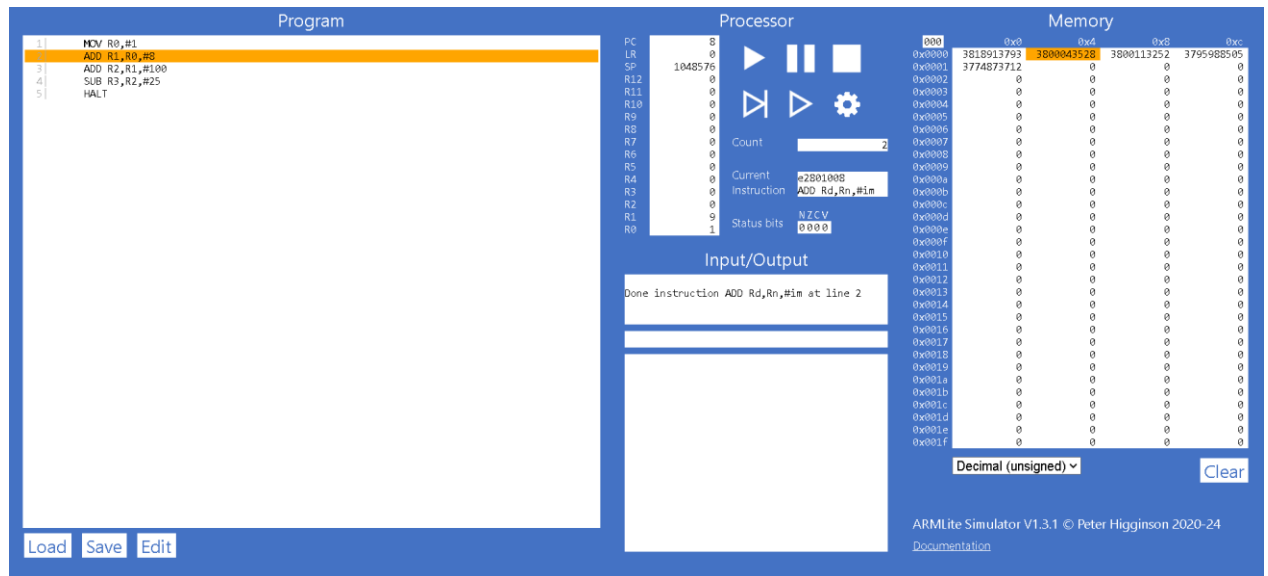 Program
1| MOV R0,#1
ADD R1,R0,#8
3| ADD R2,R1,#100
4| SUB R3,R2,#25
5| HALT
Load Save Edit
Processor
PC 8
LR 0
SP 1048576
R12 0
R11 0
R10 0
R9 0
R8 0
R7 0
R6 0
R5 0
R4 0
R3 0
R2 0
R1 9
R0 1
Count 2
Current Instruction
e2801008
ADD Rd,Rn,#im
Status bits
NZCV
0000
Input/Output
Done instruction ADD Rd,Rn,#im at line 2
Memory
000 0x0 0x4 0x8 0xc
0x0000 3818913793 3800043528 3800113252 3795988505
0x0001 3774873712 0 0 0
0x0002 0 0 0 0
0x0003 0 0 0 0
0x0004 0 0 0 0
0x0005 0 0 0 0
0x0006 0 0 0 0
0x0007 0 0 0 0
0x0008 0 0 0 0
0x0009 0 0 0 0
0x000a 0 0 0 0
0x000b 0 0 0 0
0x000c 0 0 0 0
0x000d 0 0 0 0
0x000e 0 0 0 0
0x000f 0 0 0 0
0x0010 0 0 0 0
0x0011 0 0 0 0
0x0012 0 0 0 0
0x0013 0 0 0 0
0x0014 0 0 0 0
0x0015 0 0 0 0
0x0016 0 0 0 0
0x0017 0 0 0 0
0x0018 0 0 0 0
0x0019 0 0 0 0
0x001a 0 0 0 0
0x001b 0 0 0 0
0x001c 0 0 0 0
0x001d 0 0 0 0
0x001e 0 0 0 0
0x001f 0 0 0 0
Decimal (unsigned)
Clear
ARMLite Simulator V1.3.1 © Peter Higginson 2020-24
Documentation